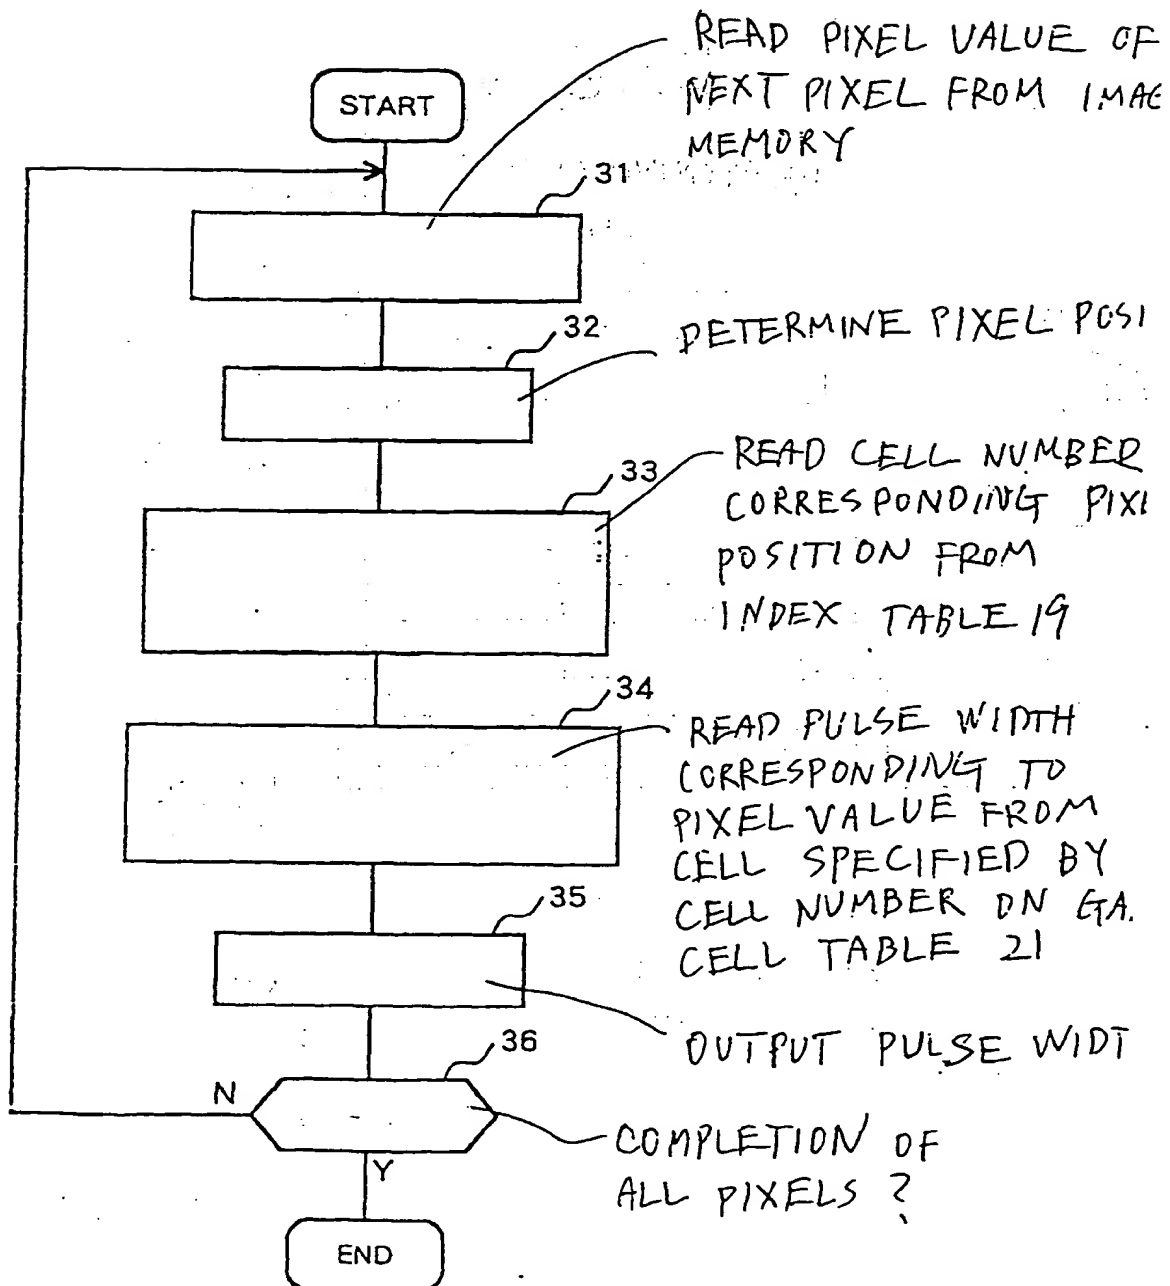 READ PIXEL VALUE OF
NEXT PIXEL FROM IMAG
MEMORY
START
31
32
DETERMINE PIXEL POSI
33
READ CELL NUMBER
CORRESPONDING PIXE
POSITION FROM
INDEX TABLE 19
34
READ PULSE WIDTH
CORRESPONDING TO
PIXEL VALUE FROM
CELL SPECIFIED BY
CELL NUMBER ON GA.
CELL TABLE 21
35
OUTPUT PULSE WIDT
36
N
COMPLETION OF
ALL PIXELS ?
Y
END